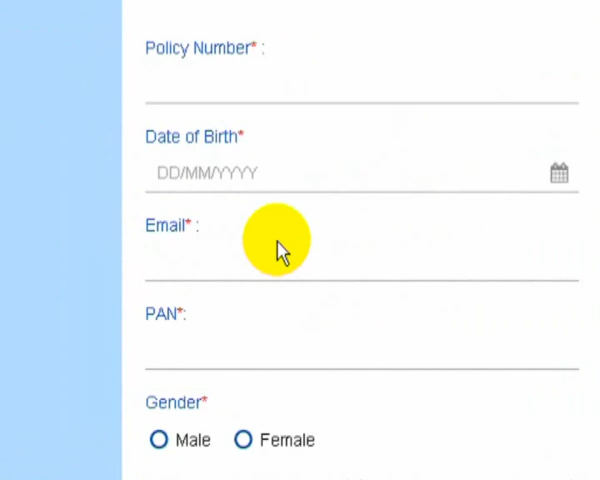 Policy Number* :
Date of Birth*
DD/MM/YYYY
Email* :
PAN*:
Gender*
Male Female